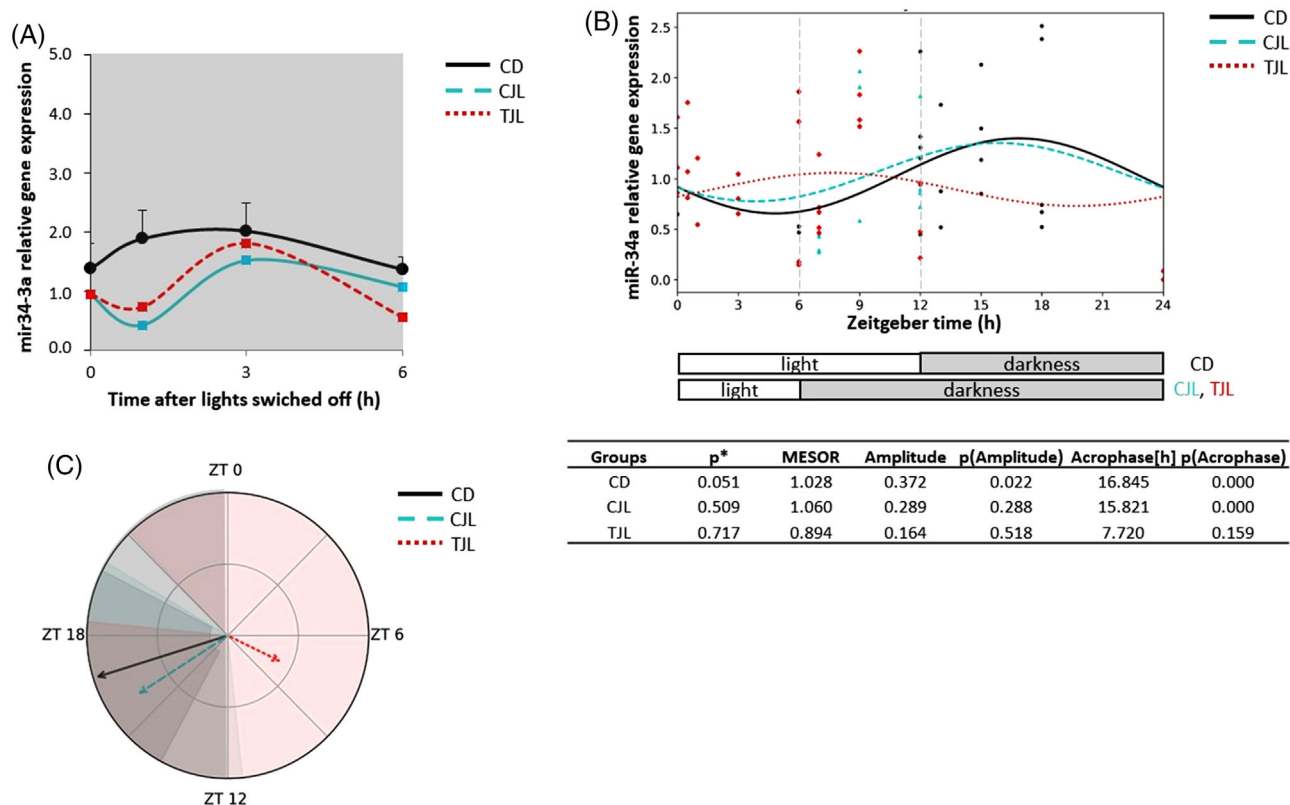 (A)
mir34-3a relative gene expression
5.0
4.0
3.0
2.0
1.0
0.0
0 1 3 6
Time after lights swiched off (h)
CD
CJL
TJL
(B)
miR-34a relative gene expression
2.5
2.0
1.5
1.0
0.5
0.0
0 3 6 9 12 15 18 21 24
Zeitgeber time (h)
CD
CJL
TJL
light darkness CD
light darkness CJL, TJL
(C)
ZT 0
ZT 6
ZT 12
ZT 18
CD
CJL
TJL
Groups p* MESOR Amplitude p(Amplitude) Acrophase[h] p(Acrophase)
CD 0.051 1.028 0.372 0.022 16.845 0.000
CJL 0.509 1.060 0.289 0.288 15.821 0.000
TJL 0.717 0.894 0.164 0.518 7.720 0.159